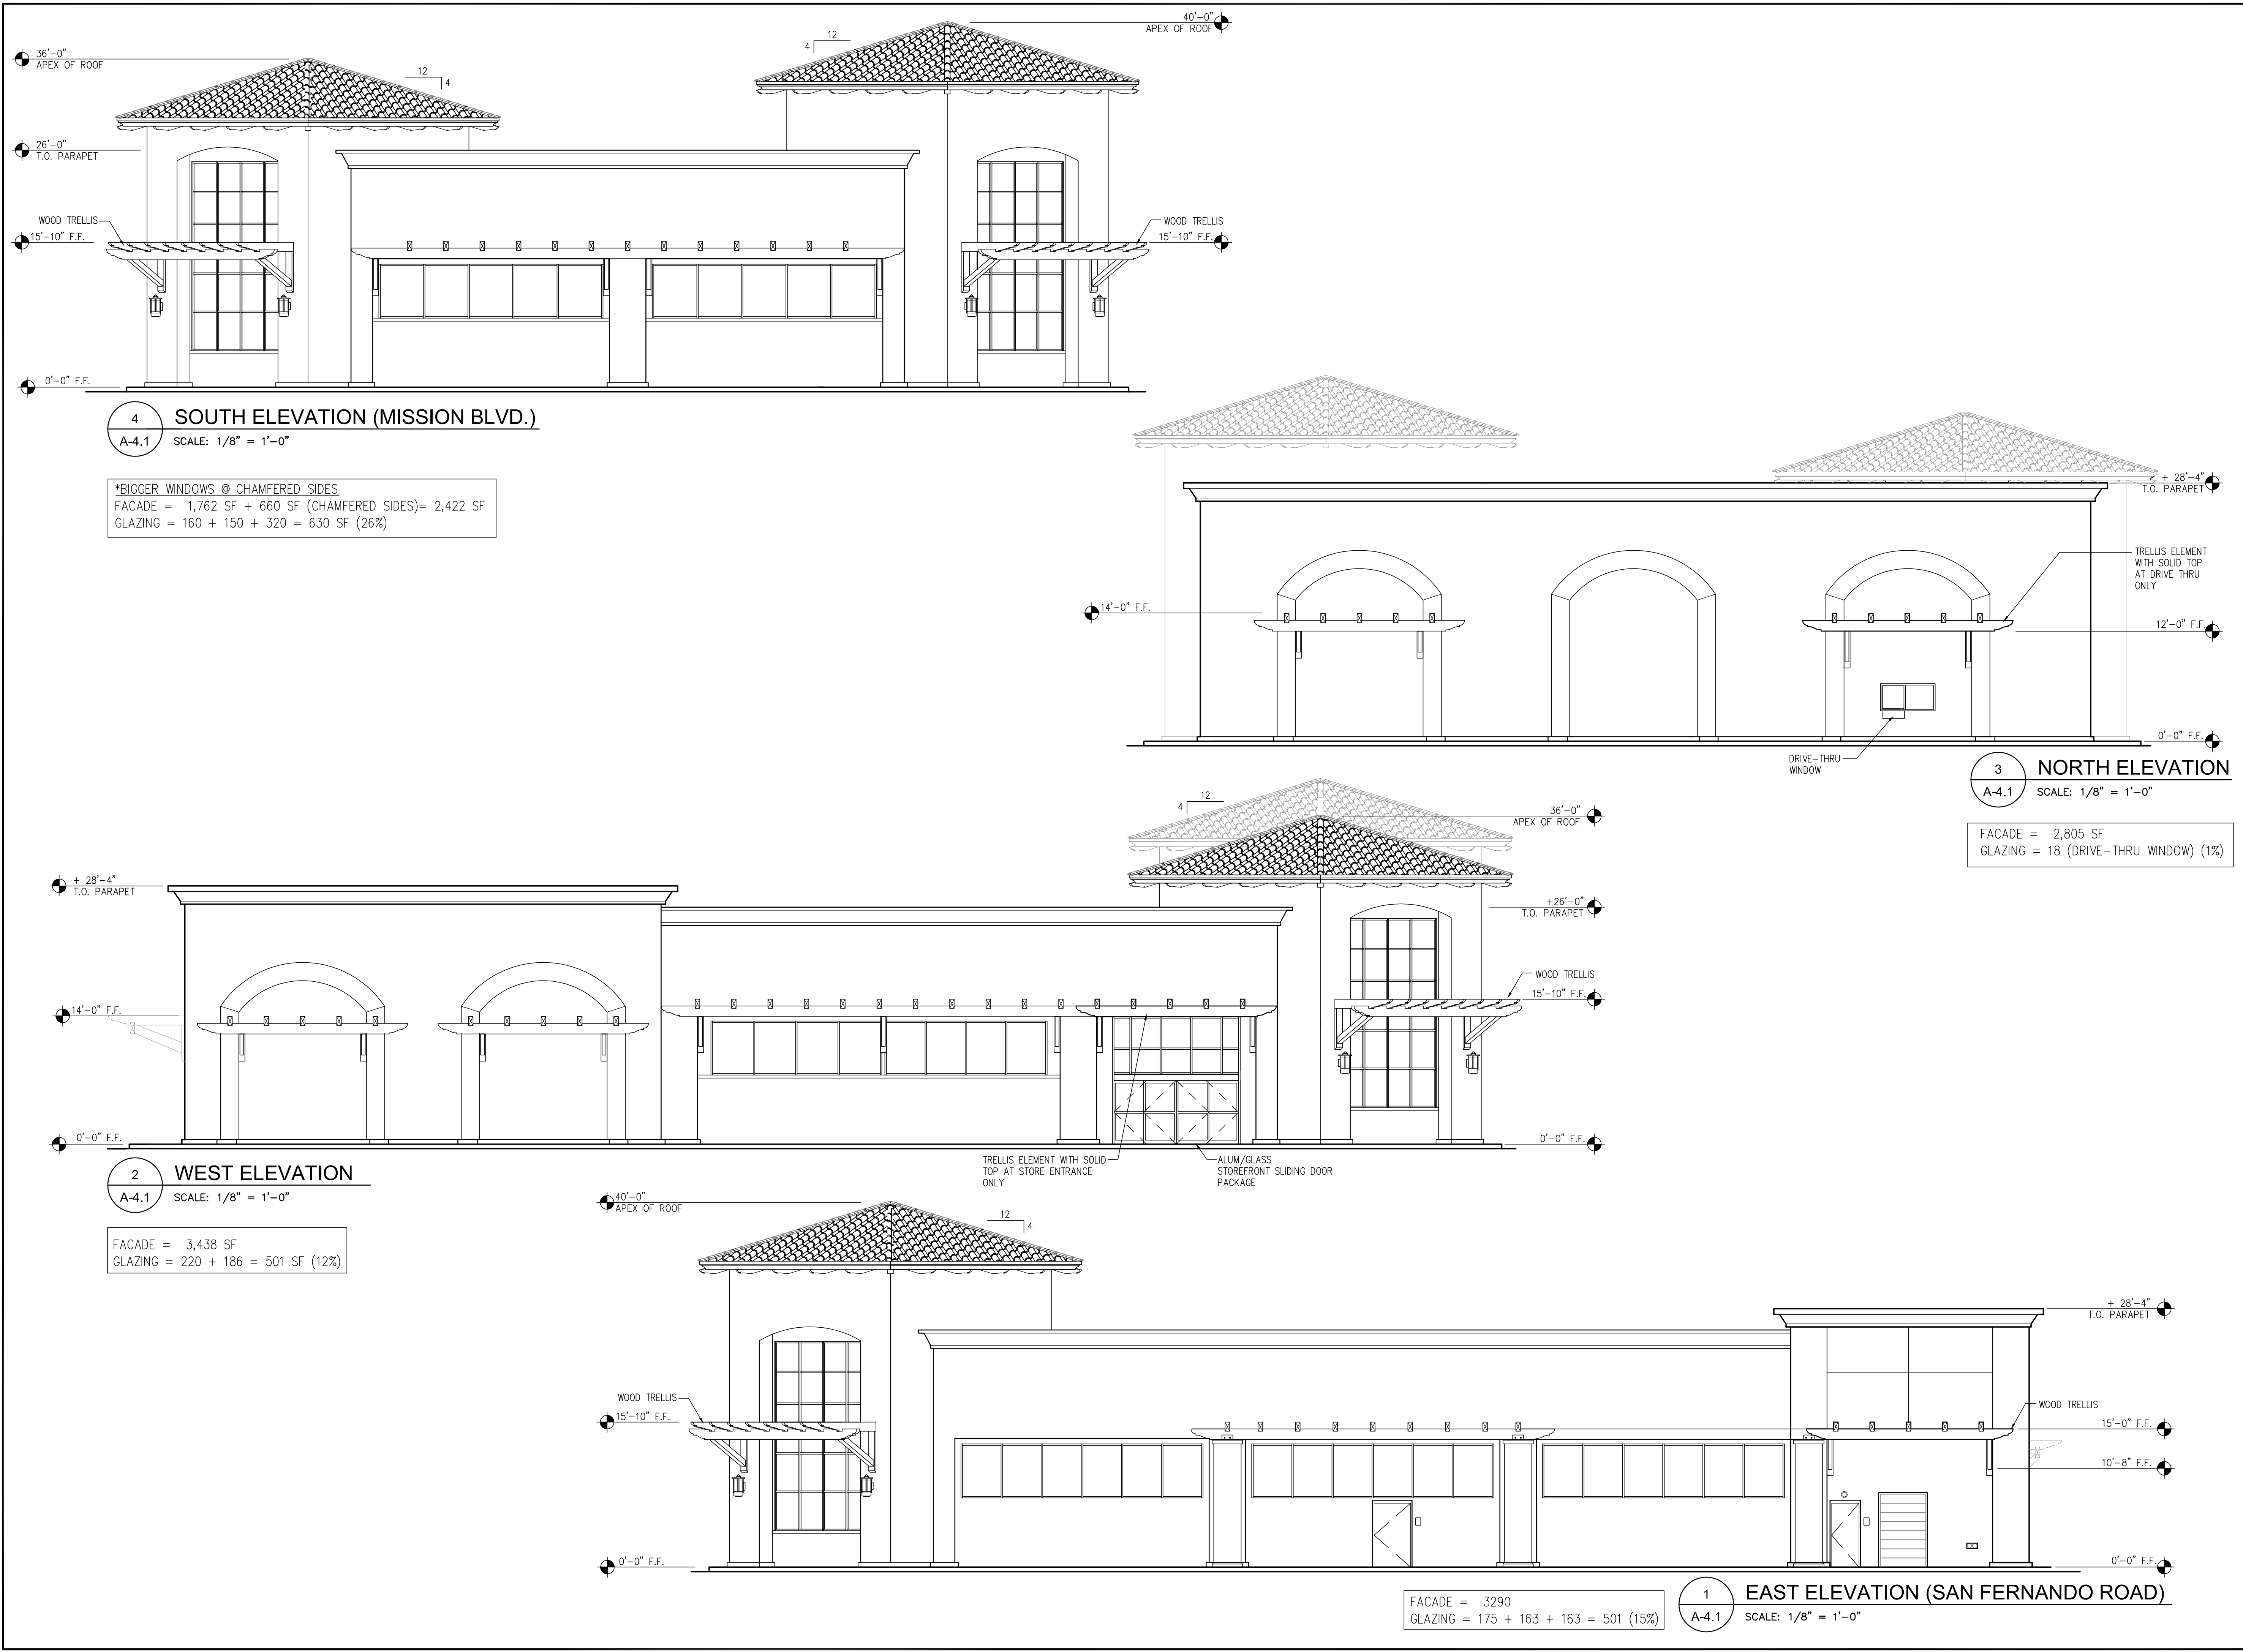 40'-0"
APEX OF ROOF
12
4
36'-0"
APEX OF ROOF
12
4
26'-0"
T.O. PARAPET
WOOD TRELLIS
15'-10" F.F.
WOOD TRELLIS
15'-10" F.F.
0'-0" F.F.
4
A-4.1
SOUTH ELEVATION (MISSION BLVD.)
SCALE: 1/8" = 1'-0"
*BIGGER WINDOWS @ CHAMFERED SIDES
FACADE = 1,762 SF + 660 SF (CHAMFERED SIDES)= 2,422 SF
GLAZING = 160 + 150 + 320 = 630 SF (26%)
+ 28'-4"
T.O. PARAPET
TRELLIS ELEMENT
WITH SOLID TOP
AT DRIVE THRU
ONLY
14'-0" F.F.
12'-0" F.F.
0'-0" F.F.
DRIVE-THRU
WINDOW
3
A-4.1
NORTH ELEVATION
SCALE: 1/8" = 1'-0"
FACADE = 2,805 SF
GLAZING = 18 (DRIVE-THRU WINDOW) (1%)
12
4
36'-0"
APEX OF ROOF
+ 28'-4"
T.O. PARAPET
+26'-0"
T.O. PARAPET
WOOD TRELLIS
15'-10" F.F.
14'-0" F.F.
0'-0" F.F.
0'-0" F.F.
TRELLIS ELEMENT WITH SOLID
TOP AT STORE ENTRANCE
ONLY
ALUM/GLASS
STOREFRONT SLIDING DOOR
PACKAGE
2
A-4.1
WEST ELEVATION
SCALE: 1/8" = 1'-0"
FACADE = 3,438 SF
GLAZING = 220 + 186 = 501 SF (12%)
40'-0"
APEX OF ROOF
12
4
+ 28'-4"
T.O. PARAPET
WOOD TRELLIS
15'-10" F.F.
WOOD TRELLIS
15'-0" F.F.
10'-8" F.F.
0'-0" F.F.
0'-0" F.F.
FACADE = 3290
GLAZING = 175 + 163 + 163 = 501 (15%)
1
A-4.1
EAST ELEVATION (SAN FERNANDO ROAD)
SCALE: 1/8" = 1'-0"